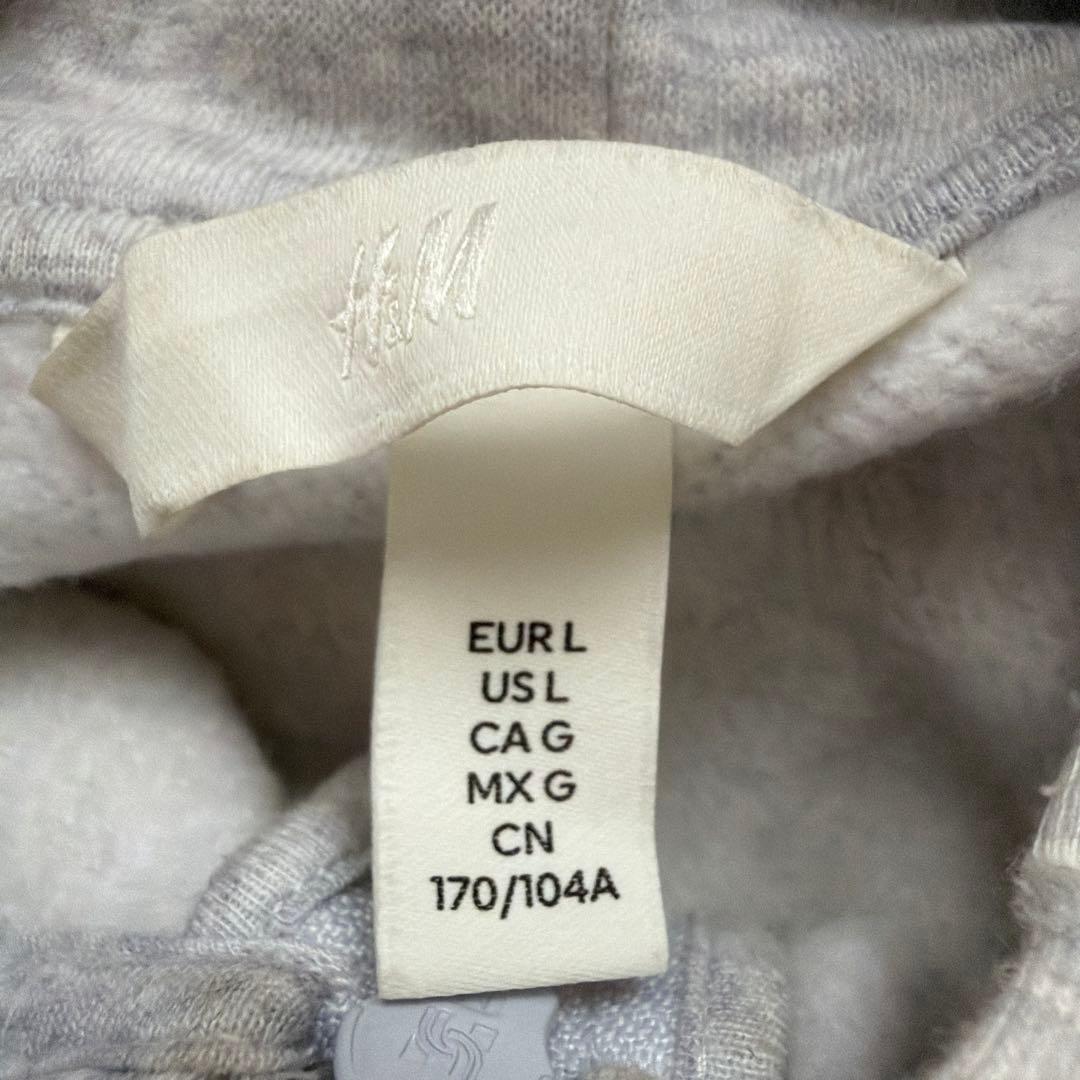 H&M
EUR L
US L
CA G
MX G
CN
170/104A